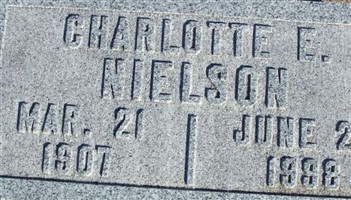 CHARLOTTE E.
NIELSON
MAR. 21 JUNE 2
1907 1998